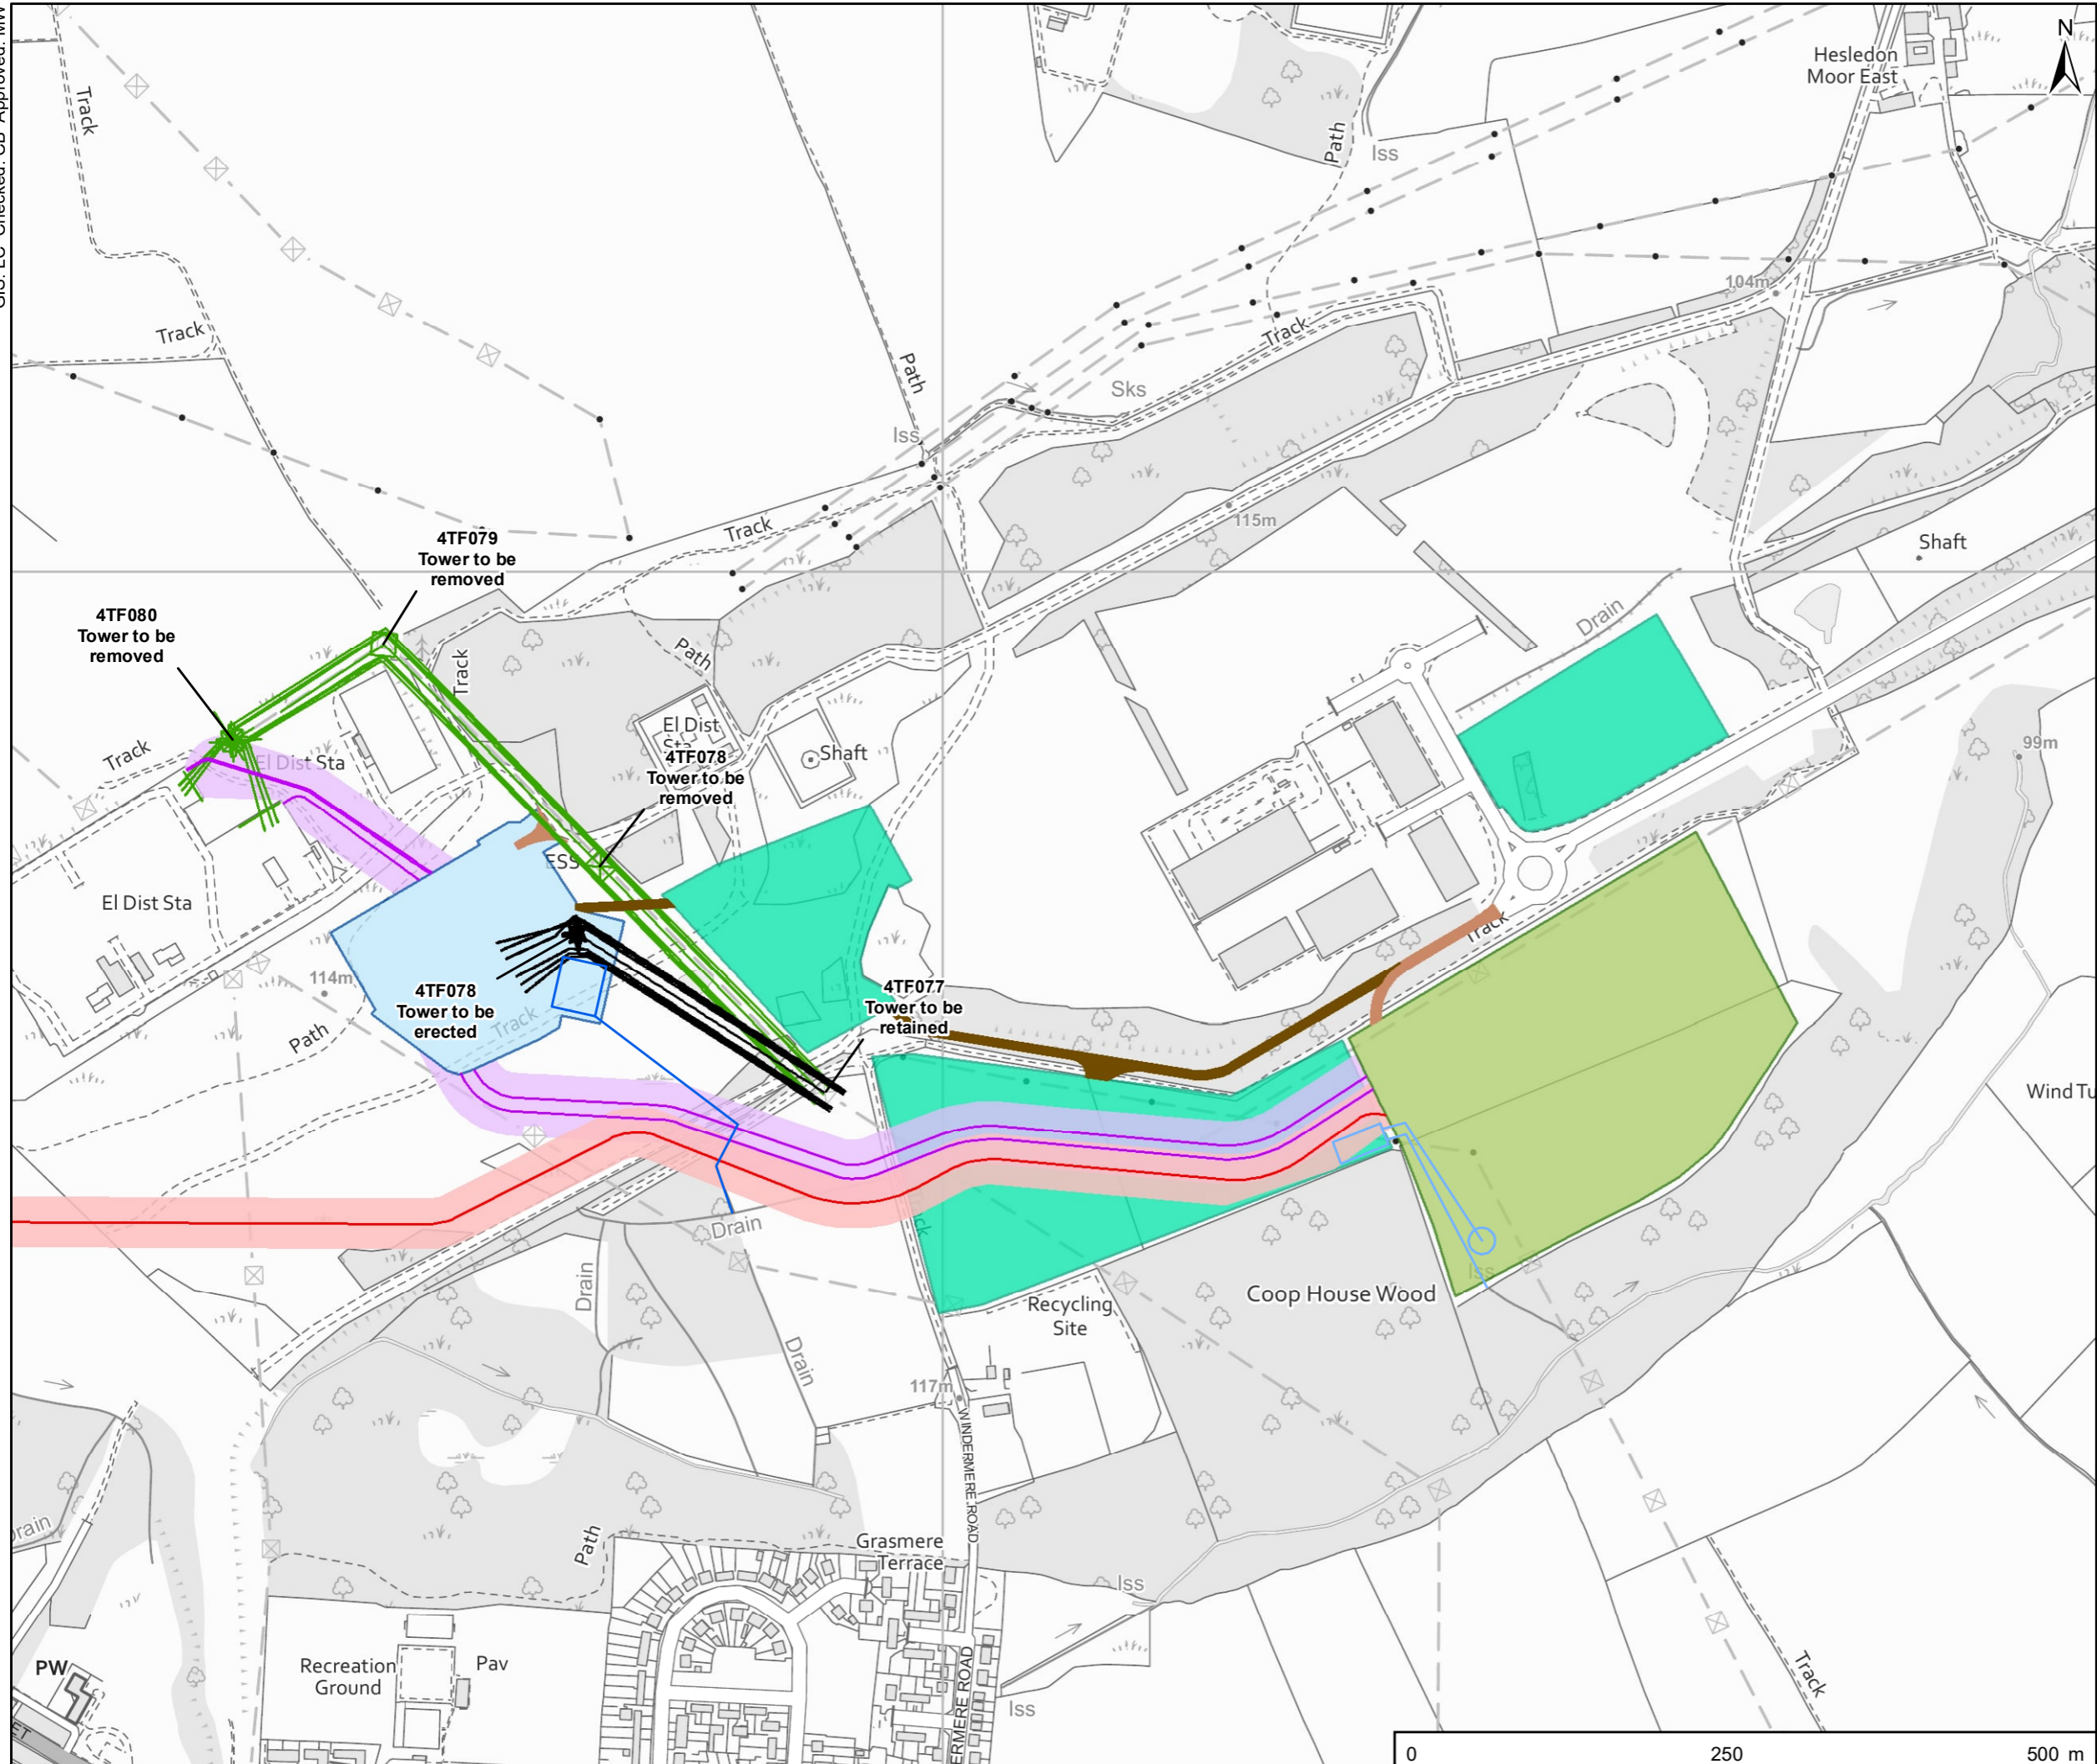 N
Hesledon
Moor East
Track
Path
Iss
104m
Track
Track
Path
Sks
Iss
115m
Track
Shaft
4TF079
Tower to be
removed
Drain
4TF080
Tower to be
removed
Path
Track
El Dist
Sta
Shaft
4TF078
Tower to be
removed
Track
El Dist Sta
99m
ESS
El Dist Sta
Track
114m
4TF078
Tower to be
erected
Track
4TF077
Tower to be
retained
Path
Wind Tu
Drain
Iss
Coop House Wood
Recycling
Site
Drain
Drain
117m
WINDERMERE ROAD
Path
Grasmere
Terrace
Iss
PW
Recreation
Ground
Pav
ERMERE ROAD
Iss
Track
ET
0 250 500 m